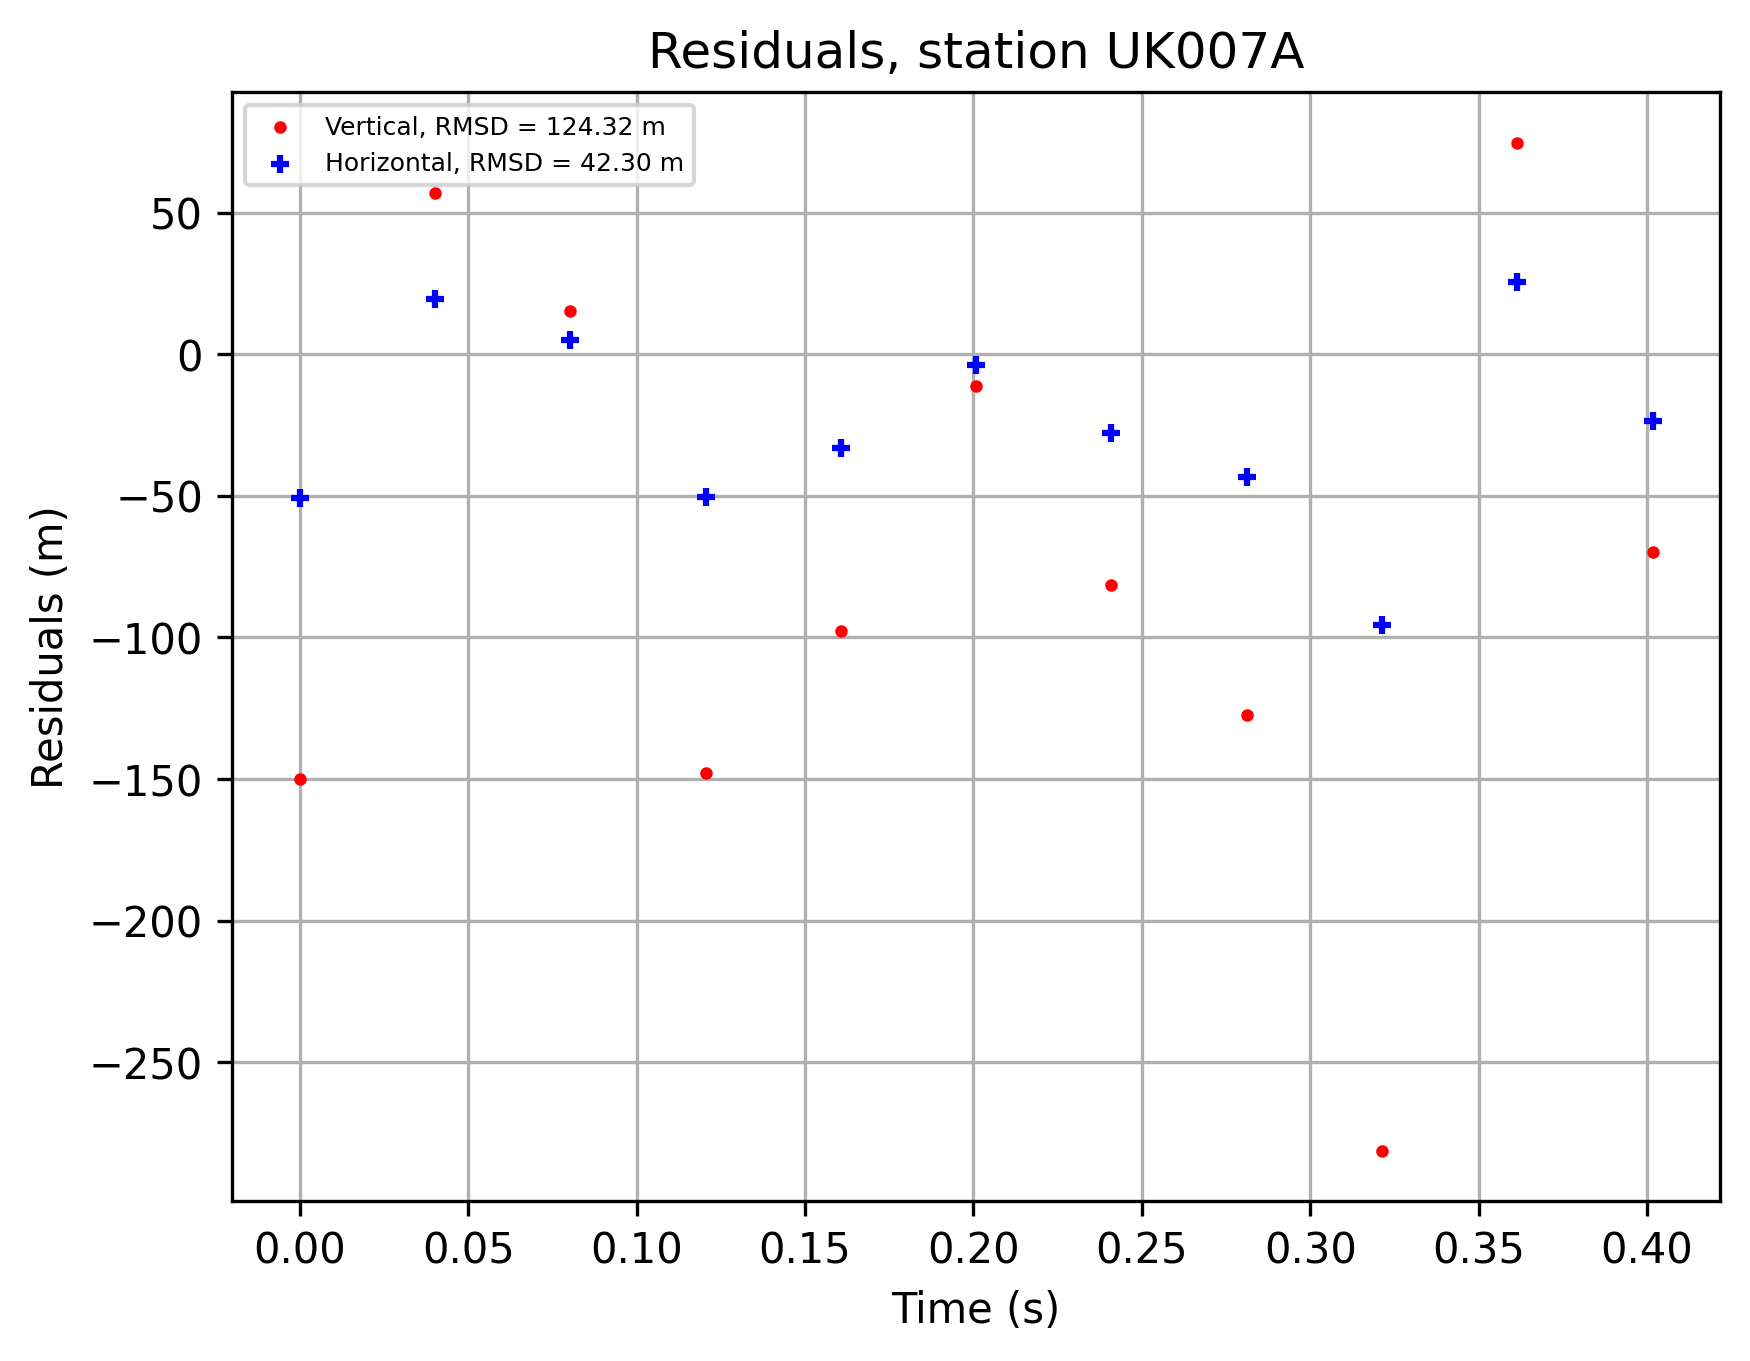 Residuals, station UK007A
Vertical, RMSD = 124.32 m
Horizontal, RMSD = 42.30 m
50
0
−50
−100
−150
−200
−250
Residuals (m)
0.00 0.05 0.10 0.15 0.20 0.25 0.30 0.35 0.40
Time (s)